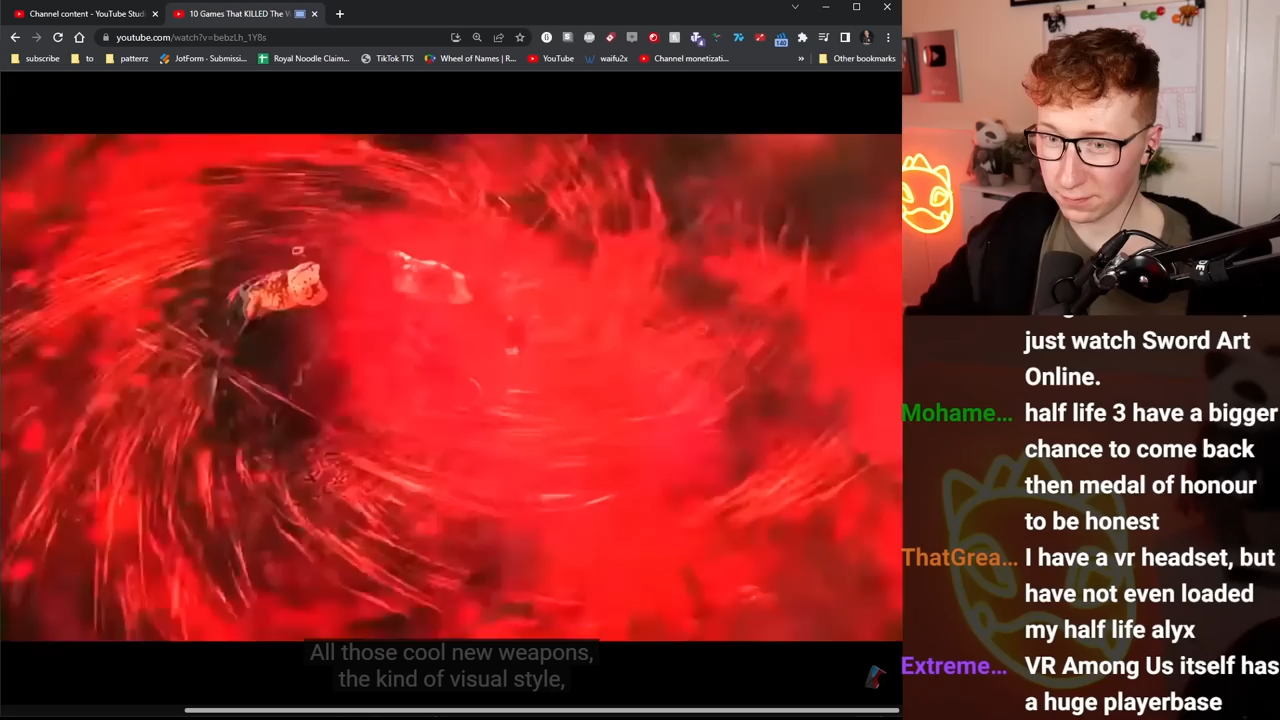 Channel content - YouTube Studi
10 Games That KILLED The V
youtube.com/watch?v=bebzLh_1Y8s
subscribe
to
patterrz
JotForm - Submissi...
Royal Noodle Claim...
TikTok TTS
Wheel of Names | R...
YouTube
waifu2x
Channel monetizati...
»
Other bookmarks
140
just watch Sword Art
Online.
Mohame... half life 3 have a bigger
chance to come back
then medal of honour
to be honest
ThatGrea... I have a vr headset, but
have not even loaded
my half life alyx
Extreme... VR Among Us itself has
a huge playerbase
All those cool new weapons,
the kind of visual style,